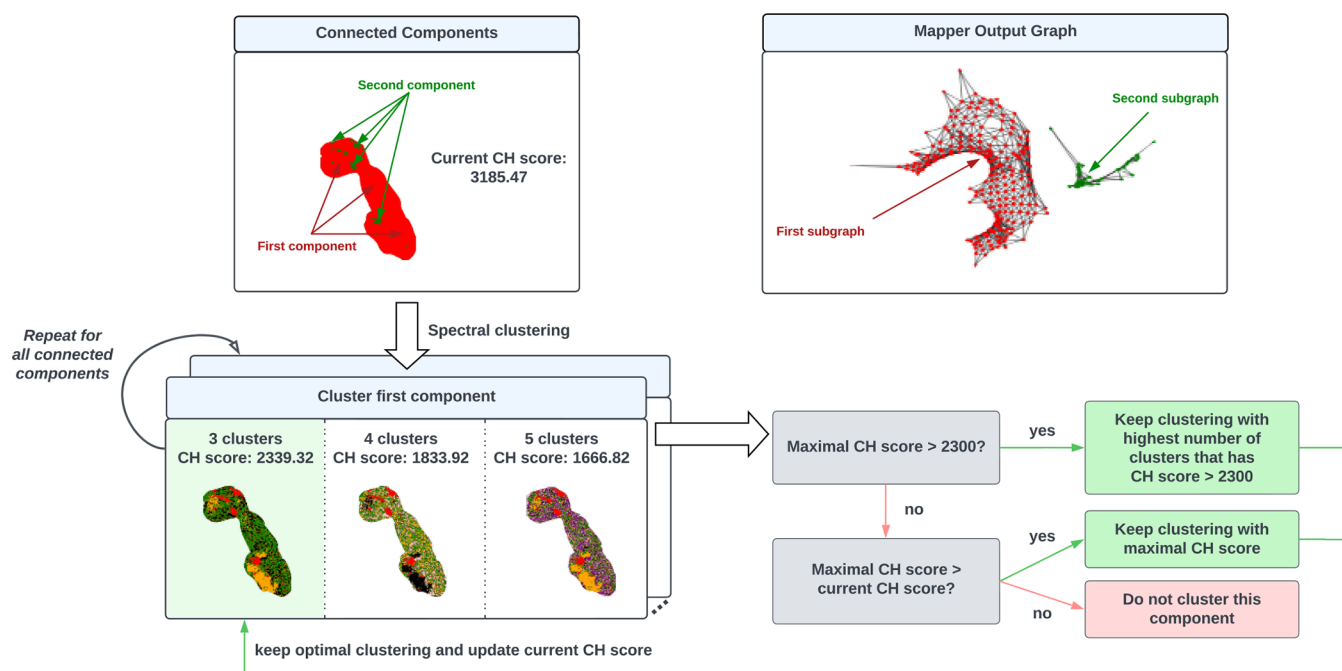 Connected Components
Second component
Current CH score:
3185.47
First component
Mapper Output Graph
Second subgraph
First subgraph
Spectral clustering
Repeat for
all connected
components
Cluster first component
3 clusters
CH score: 2339.32
4 clusters
CH score: 1833.92
5 clusters
CH score: 1666.82
keep optimal clustering and update current CH score
Maximal CH score > 2300?
yes
Keep clustering with
highest number of
clusters that has
CH score > 2300
no
Maximal CH score >
current CH score?
yes
Keep clustering with
maximal CH score
no
Do not cluster this
component